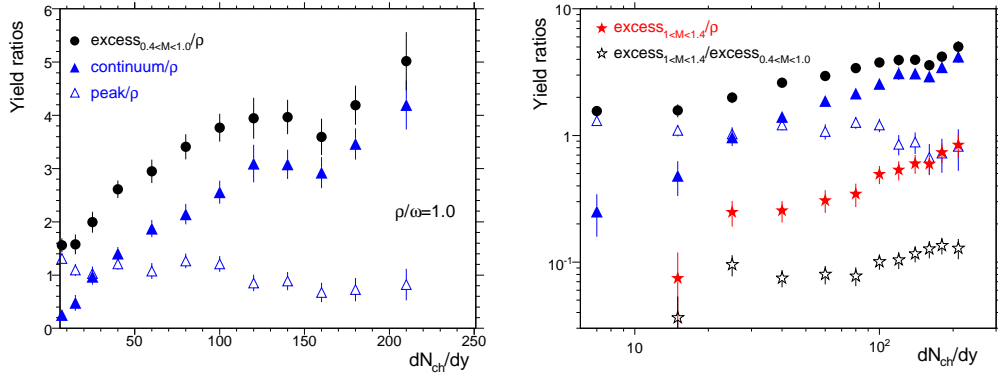 Yield ratios
6
5
4
3
2
1
0
excess0.4<M<1.0/ρ
continuum/ρ
peak/ρ
ρ/ω=1.0
50 100 150 200 250
dNch/dy
Yield ratios
10
1
10-1
excess1<M<1.4/ρ
excess1<M<1.4/excess0.4<M<1.0
10 102
dNch/dy